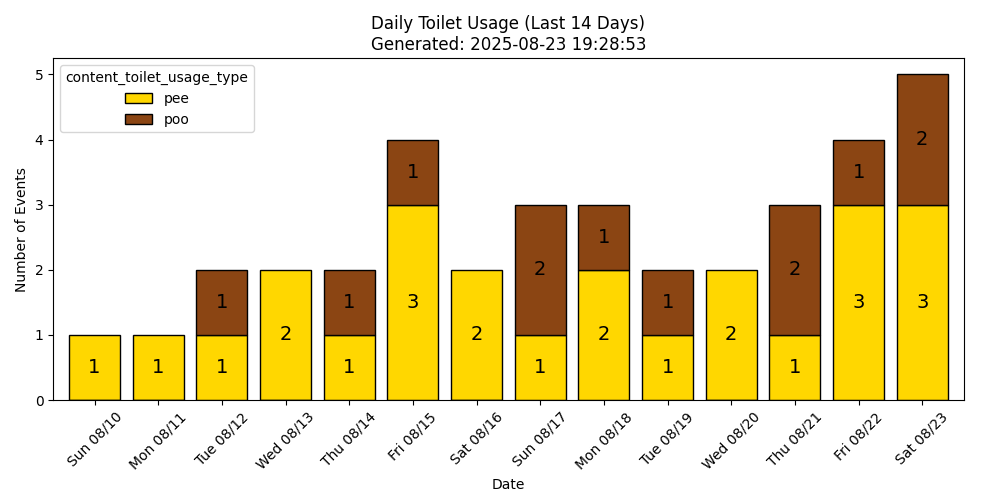 Daily Toilet Usage (Last 14 Days)
Generated: 2025-08-23 19:28:53
content_toilet_usage_type
pee
poo
Number of Events
5
4
3
2
1
0
1
1
1
1
2
1
1
3
1
2
1
2
2
1
1
1
2
1
2
3
1
3
2
Sun 08/10
Mon 08/11
Tue 08/12
Wed 08/13
Thu 08/14
Fri 08/15
Sat 08/16
Sun 08/17
Mon 08/18
Tue 08/19
Wed 08/20
Thu 08/21
Fri 08/22
Sat 08/23
Date